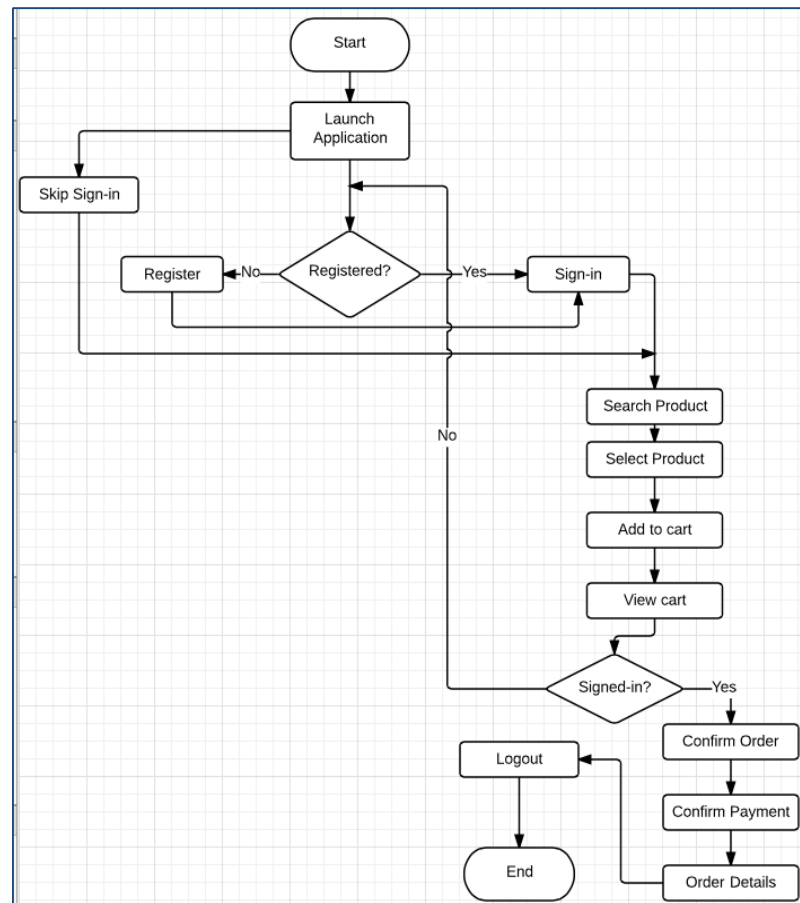 Start
Launch
Application
Skip Sign-in
Register
No
Registered?
Yes
Sign-in
Search Product
No
Select Product
Add to cart
View cart
Signed-in?
Yes
Confirm Order
Logout
Confirm Payment
End
Order Details